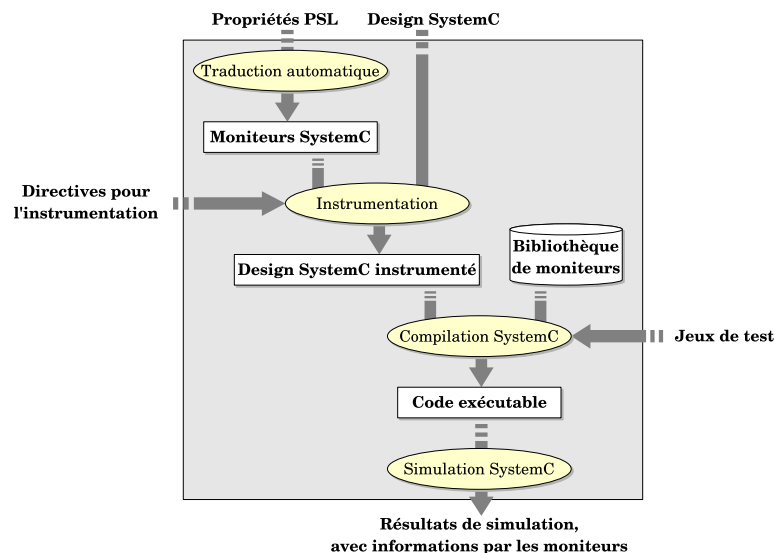 Propriétés PSL
Design SystemC
Traduction automatique
Moniteurs SystemC
Directives pour
l'instrumentation
Instrumentation
Design SystemC instrumenté
Bibliothèque
de moniteurs
Compilation SystemC
Jeux de test
Code exécutable
Simulation SystemC
Résultats de simulation,
avec informations par les moniteurs